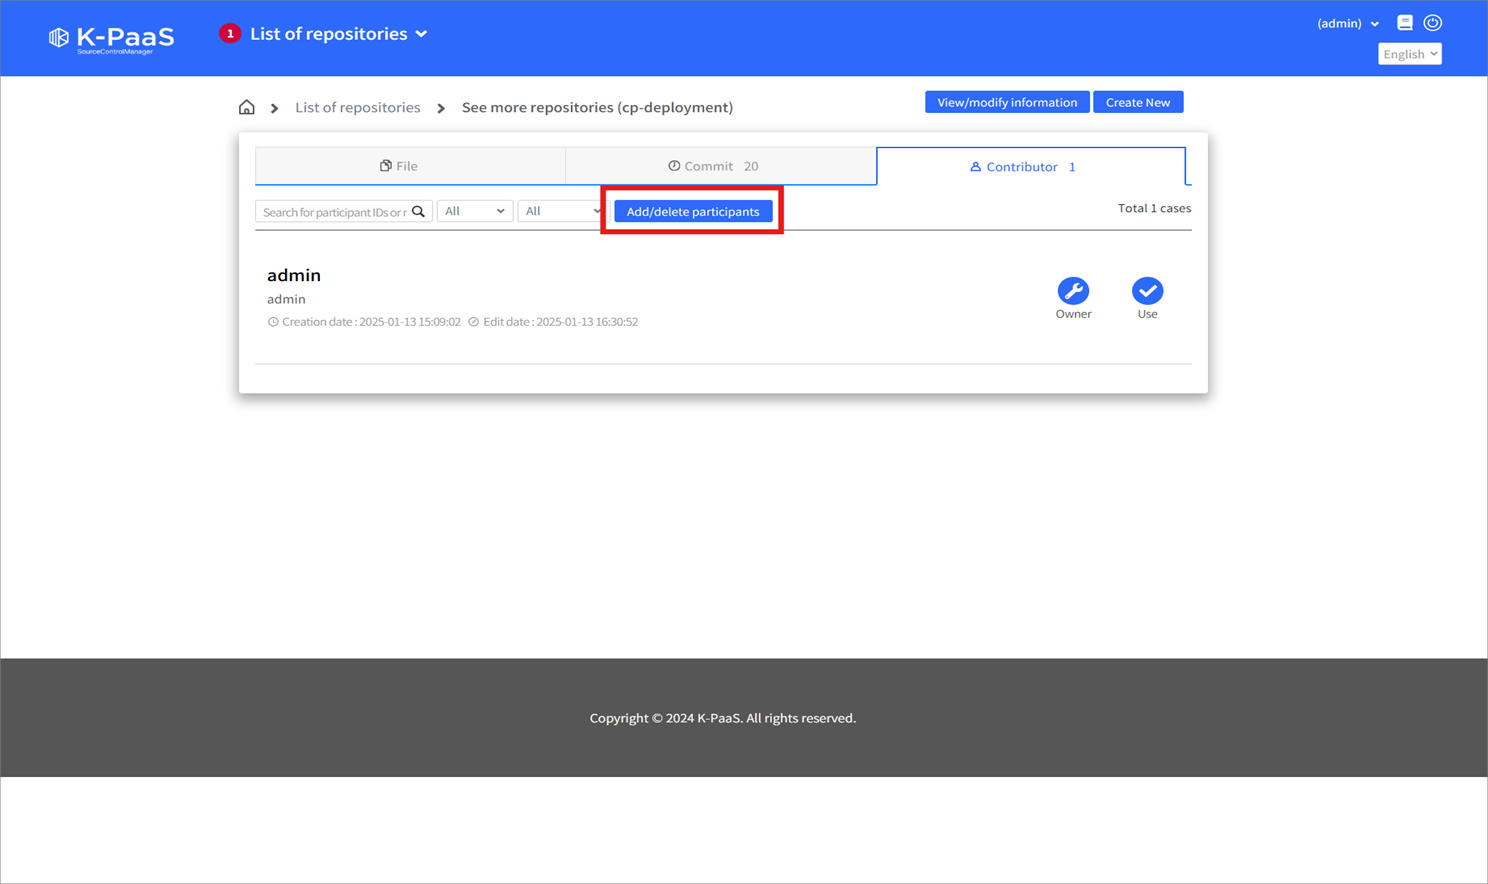 K-PaaS
SourceControlManager
1 List of repositories
(admin)
English
List of repositories
See more repositories (cp-deployment)
View/modify information
Create New
File
Commit 20
Contributor 1
Search for participant IDs or r
All
All
Add/delete participants
Total 1 cases
admin
admin
Creation date : 2025-01-13 15:09:02
Edit date : 2025-01-13 16:30:52
Owner
Use
Copyright © 2024 K-PaaS. All rights reserved.